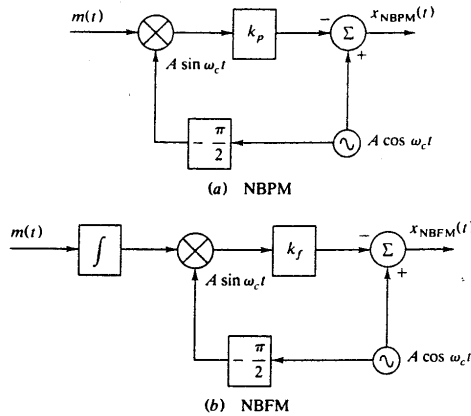 m(t)
k_p
−
Σ
x_NBPM(t)
+
A sin ω_c t
− π/2
A cos ω_c t
(a) NBPM
m(t)
∫
k_f
−
Σ
x_NBFM(t)
+
A sin ω_c t
− π/2
A cos ω_c t
(b) NBFM